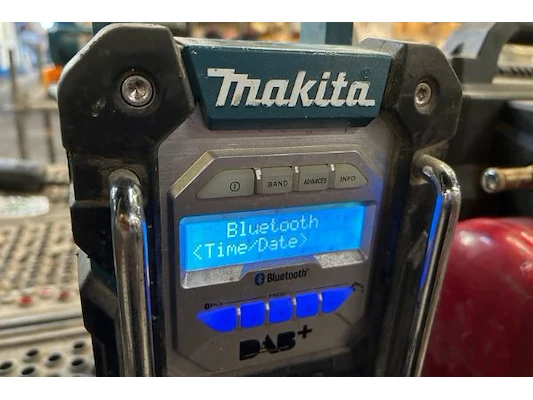 makita
BAND ADVANCED INFO
Bluetooth
<Time/Date>
Bluetooth
DAB+